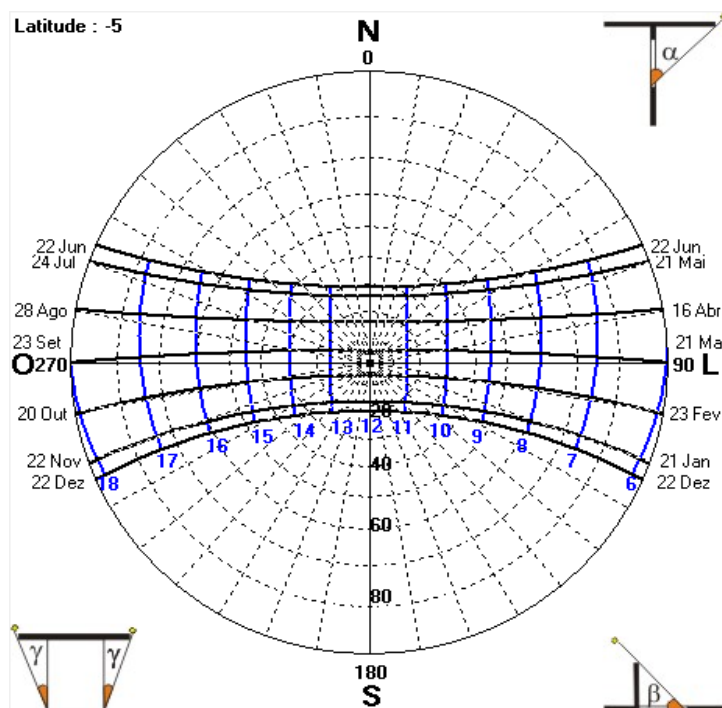 Latitude : -5
N
0
α
22 Jun
22 Jun
24 Jul
21 Mai
28 Ago
16 Abr
23 Set
21 Ma
O 270
90 L
20 Out
23 Fev
20
18 17 16 15 14 13 12 11 10 9 8 7 6
22 Nov
21 Jan
40
22 Dez
22 Dez
60
80
γ γ
180
S
β